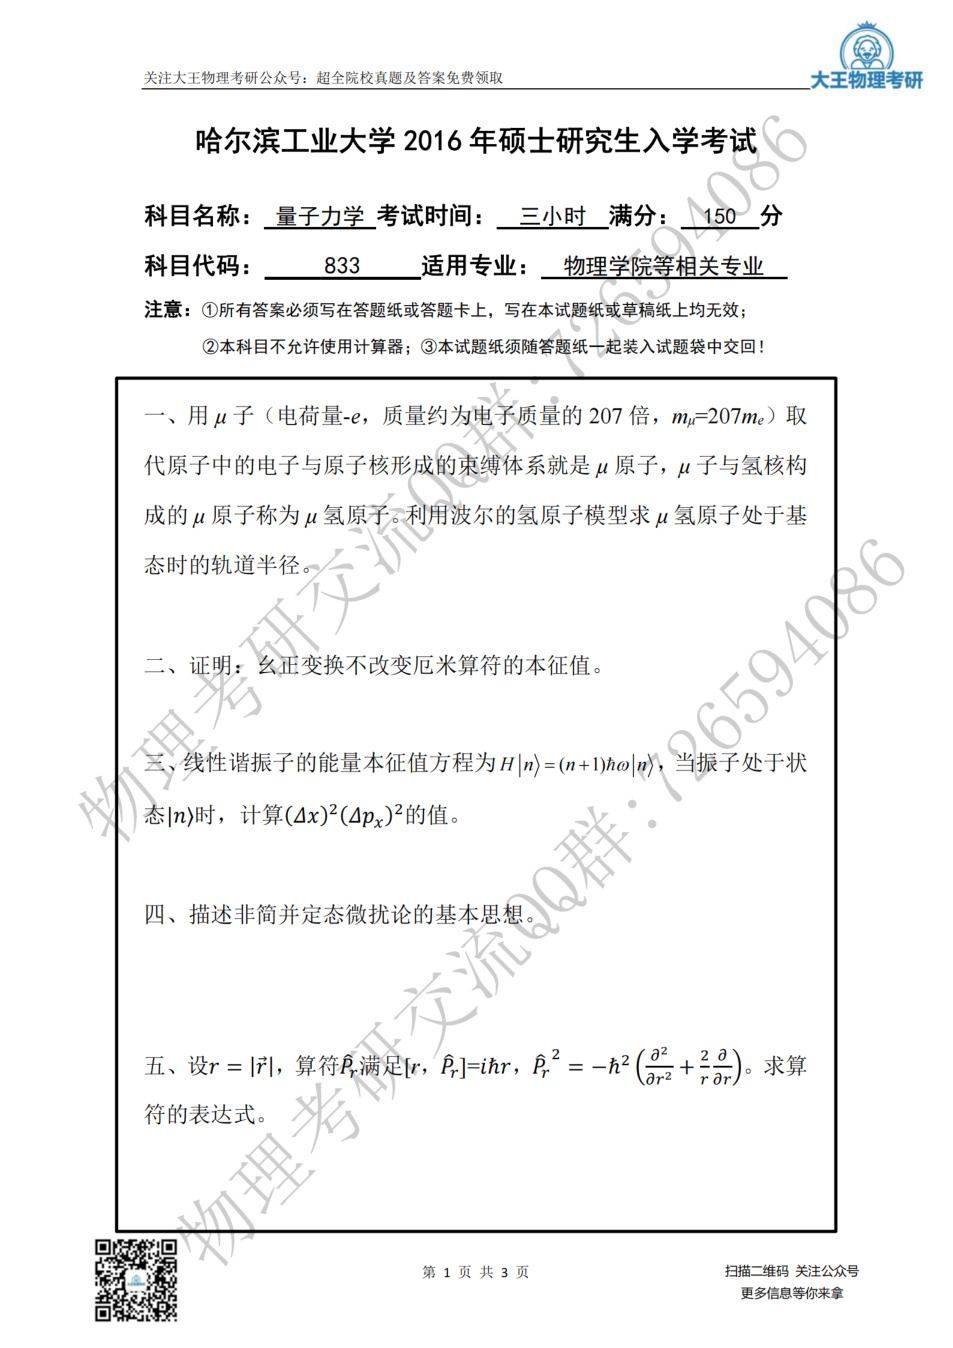 关注大王物理考研公众号：超全院校真题及答案免费领取
大王物理考研
哈尔滨工业大学 2016 年硕士研究生入学考试
科目名称： 量子力学 考试时间： 三小时 满分： 150 分
科目代码： 833 适用专业： 物理学院等相关专业
注意：①所有答案必须写在答题纸或答题卡上，写在本试题纸或草稿纸上均无效；
②本科目不允许使用计算器；③本试题纸须随答题纸一起装入试题袋中交回！
一、用 μ 子（电荷量-e，质量约为电子质量的 207 倍，mμ=207me）取
代原子中的电子与原子核形成的束缚体系就是 μ 原子，μ 子与氢核构
成的 μ 原子称为 μ 氢原子。利用波尔的氢原子模型求 μ 氢原子处于基
态时的轨道半径。
二、证明：幺正变换不改变厄米算符的本征值。
三、线性谐振子的能量本征值方程为 H|n⟩=(n+1)ħω|n⟩，当振子处于状
态|n⟩时，计算(Δx)²(Δpₓ)²的值。
四、描述非简并定态微扰论的基本思想。
五、设r = |r⃗|，算符P̂r满足[r，P̂r]=iħr，P̂r² = −ħ²(∂²/∂r² + 2/r ∂/∂r)。求算
符的表达式。
物理考研交流QQ群：726594086
物理考研交流QQ群：726594086
大王物理
第 1 页 共 3 页
扫描二维码 关注公众号
更多信息等你来拿